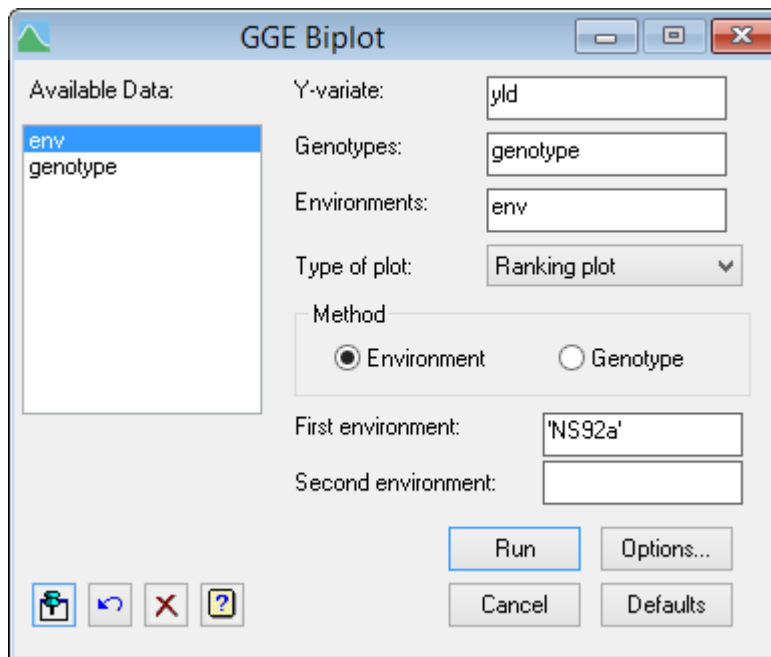 GGE Biplot
Available Data:
env
genotype
Y-variate:
yld
Genotypes:
genotype
Environments:
env
Type of plot:
Ranking plot
Method
Environment
Genotype
First environment:
'NS92a'
Second environment:
Run
Options...
Cancel
Defaults
?